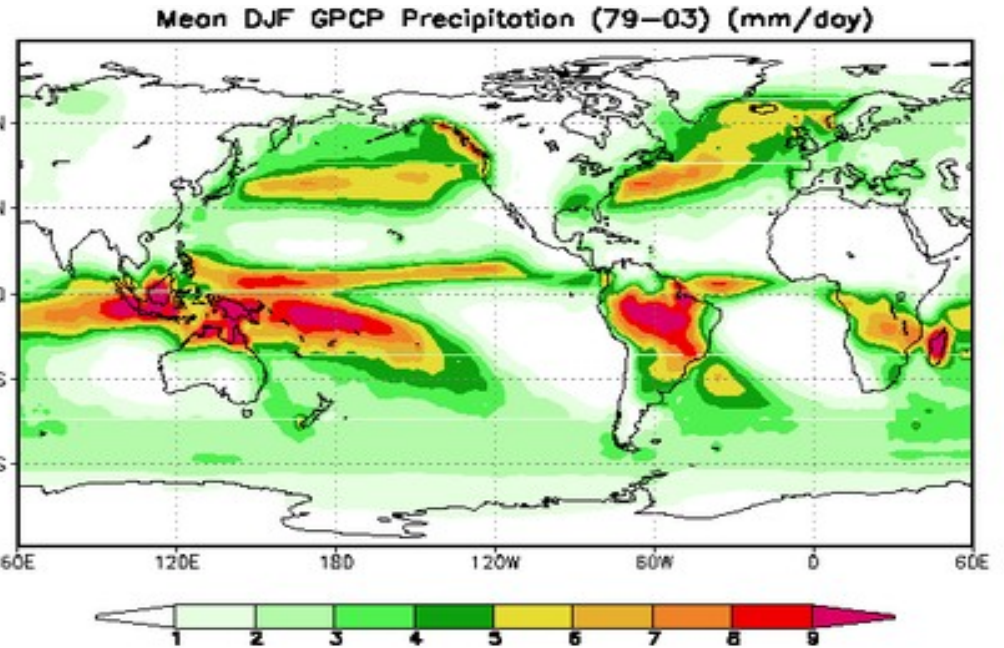 Mean DJF GPCP Precipitation (79–03) (mm/day)
N
N
0
S
S
60E 120E 180 120W 60W 0 60E
1 2 3 4 5 6 7 8 9